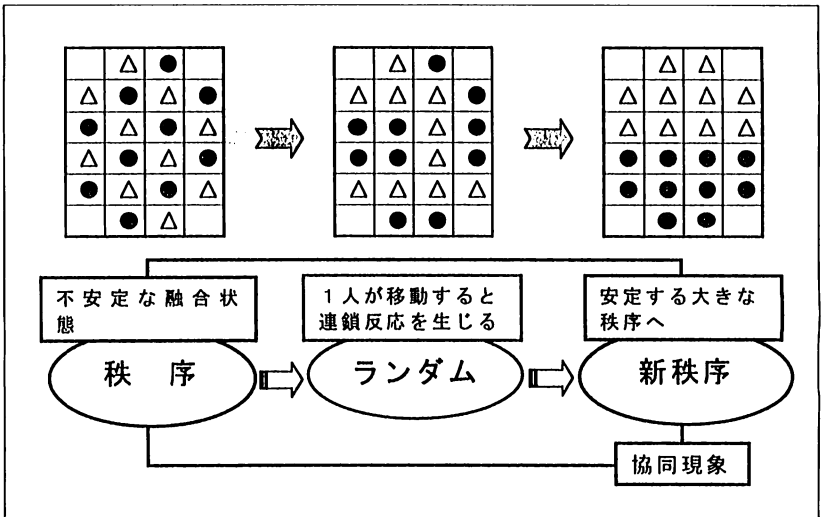 不安定な融合状
態
1人が移動すると
連鎖反応を生じる
安定する大きな
秩序へ
秩 序
ランダム
新秩序
協同現象